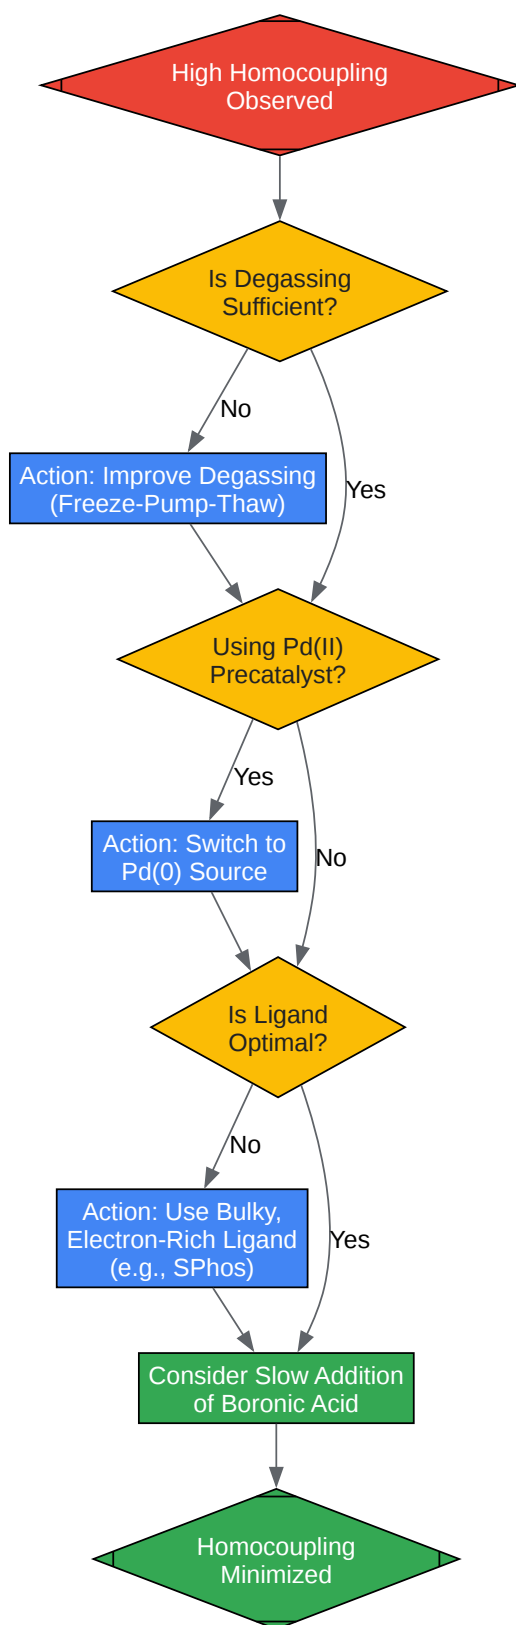 High Homocoupling
Observed
Is Degassing
Sufficient?
No
Action: Improve Degassing
(Freeze-Pump-Thaw)
Yes
Using Pd(II)
Precatalyst?
Yes
Action: Switch to
Pd(0) Source
No
Is Ligand
Optimal?
No
Action: Use Bulky,
Electron-Rich Ligand
(e.g., SPhos)
Yes
Consider Slow Addition
of Boronic Acid
Homocoupling
Minimized